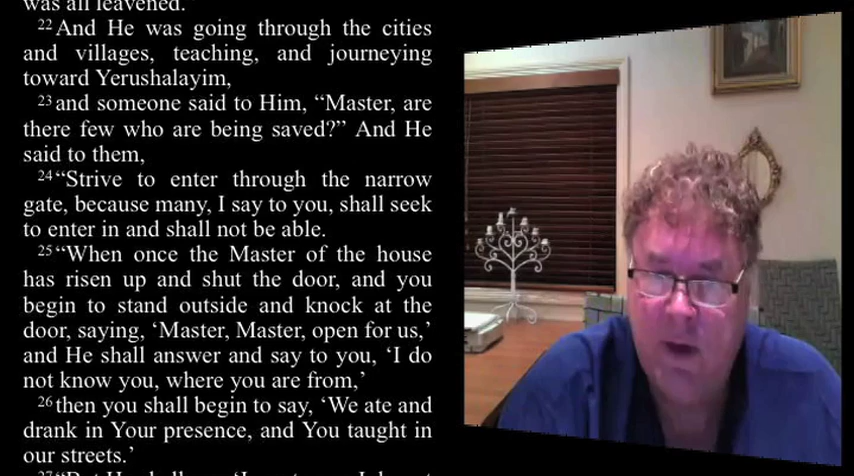 was all leavened.”
22 And He was going through the cities
and villages, teaching, and journeying
toward Yerushalayim,
23 and someone said to Him, “Master, are
there few who are being saved?” And He
said to them,
24 “Strive to enter through the narrow
gate, because many, I say to you, shall seek
to enter in and shall not be able.
25 “When once the Master of the house
has risen up and shut the door, and you
begin to stand outside and knock at the
door, saying, ‘Master, Master, open for us,’
and He shall answer and say to you, ‘I do
not know you, where you are from,’
26 then you shall begin to say, ‘We ate and
drank in Your presence, and You taught in
our streets.’